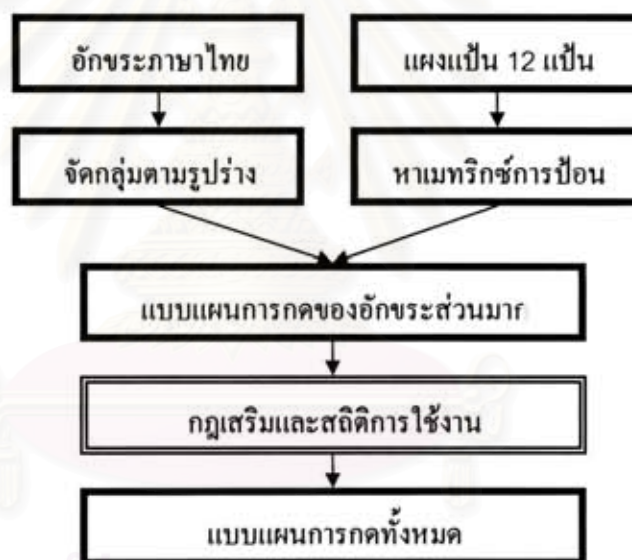 อักขระภาษาไทย
แผงแป้น 12 แป้น
จัดกลุ่มตามรูปร่าง
หาเมทริกซ์การป้อน
แบบแผนการกดของอักขระส่วนมาก
กฎเสริมและสถิติการใช้งาน
แบบแผนการกดทั้งหมด